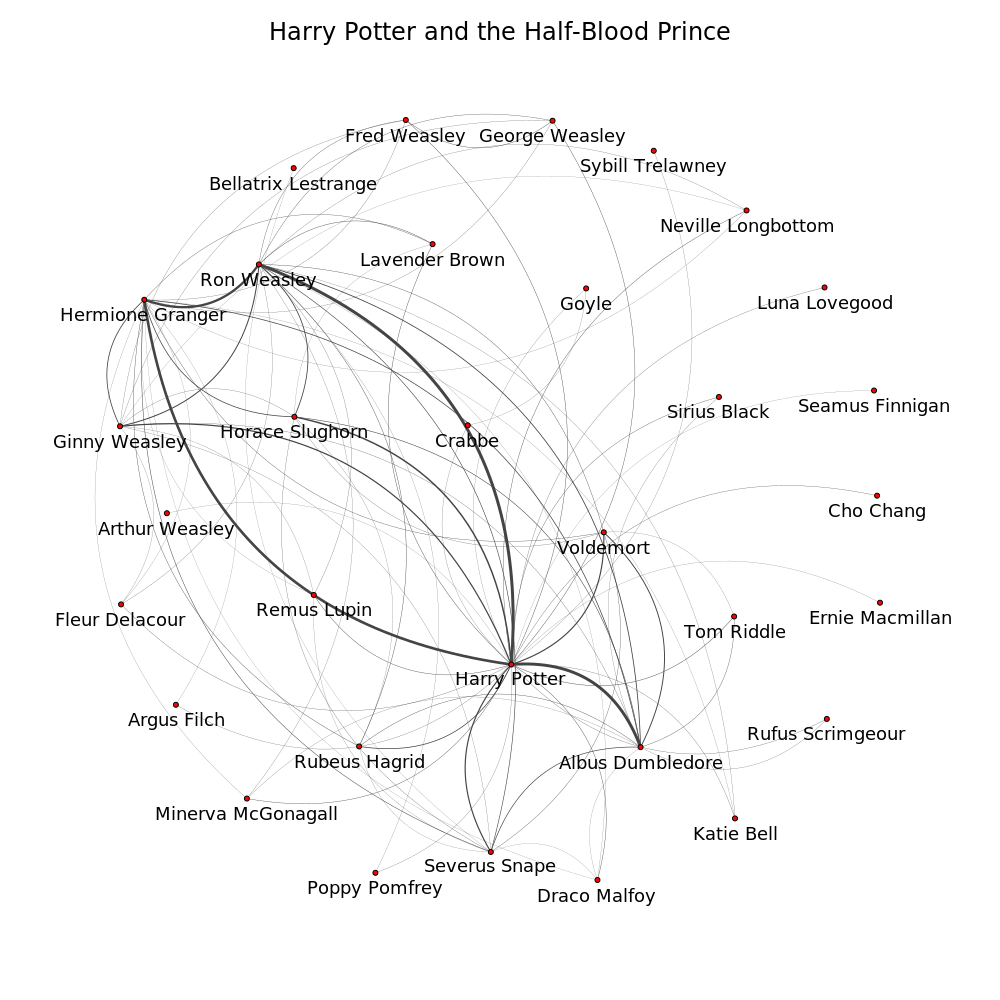 Harry Potter and the Half-Blood Prince
Fred Weasley
George Weasley
Sybill Trelawney
Bellatrix Lestrange
Neville Longbottom
Lavender Brown
Ron Weasley
Goyle
Luna Lovegood
Hermione Granger
Sirius Black
Seamus Finnigan
Horace Slughorn
Ginny Weasley
Crabbe
Cho Chang
Arthur Weasley
Voldemort
Remus Lupin
Fleur Delacour
Tom Riddle
Ernie Macmillan
Harry Potter
Argus Filch
Rufus Scrimgeour
Rubeus Hagrid
Albus Dumbledore
Minerva McGonagall
Katie Bell
Severus Snape
Poppy Pomfrey
Draco Malfoy